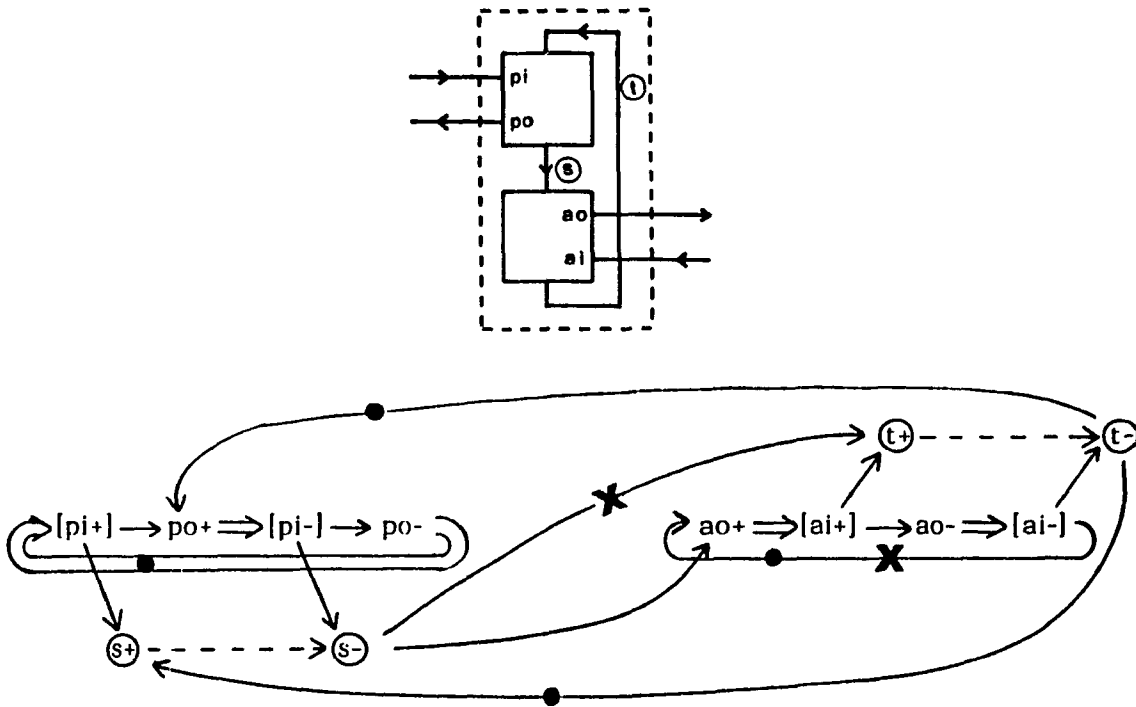 pi
t
po
s
ao
ai
t+ t-
[pi+] → po+ ⇒ [pi-] → po- ao+ ⇒ [ai+] → ao- ⇒ [ai-]
s+ s-